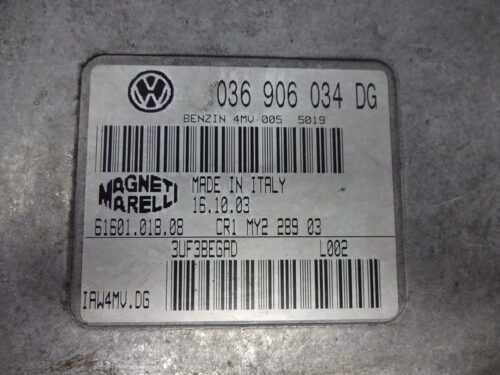 036 906 034 DG
BENZIN 4MV 005 5019
MAGNETI MARELLI
MADE IN ITALY
16.10.03
61601.018.08 CR1 MY2 289 03
3UF3BEGAD L002
IAW4MV.DG